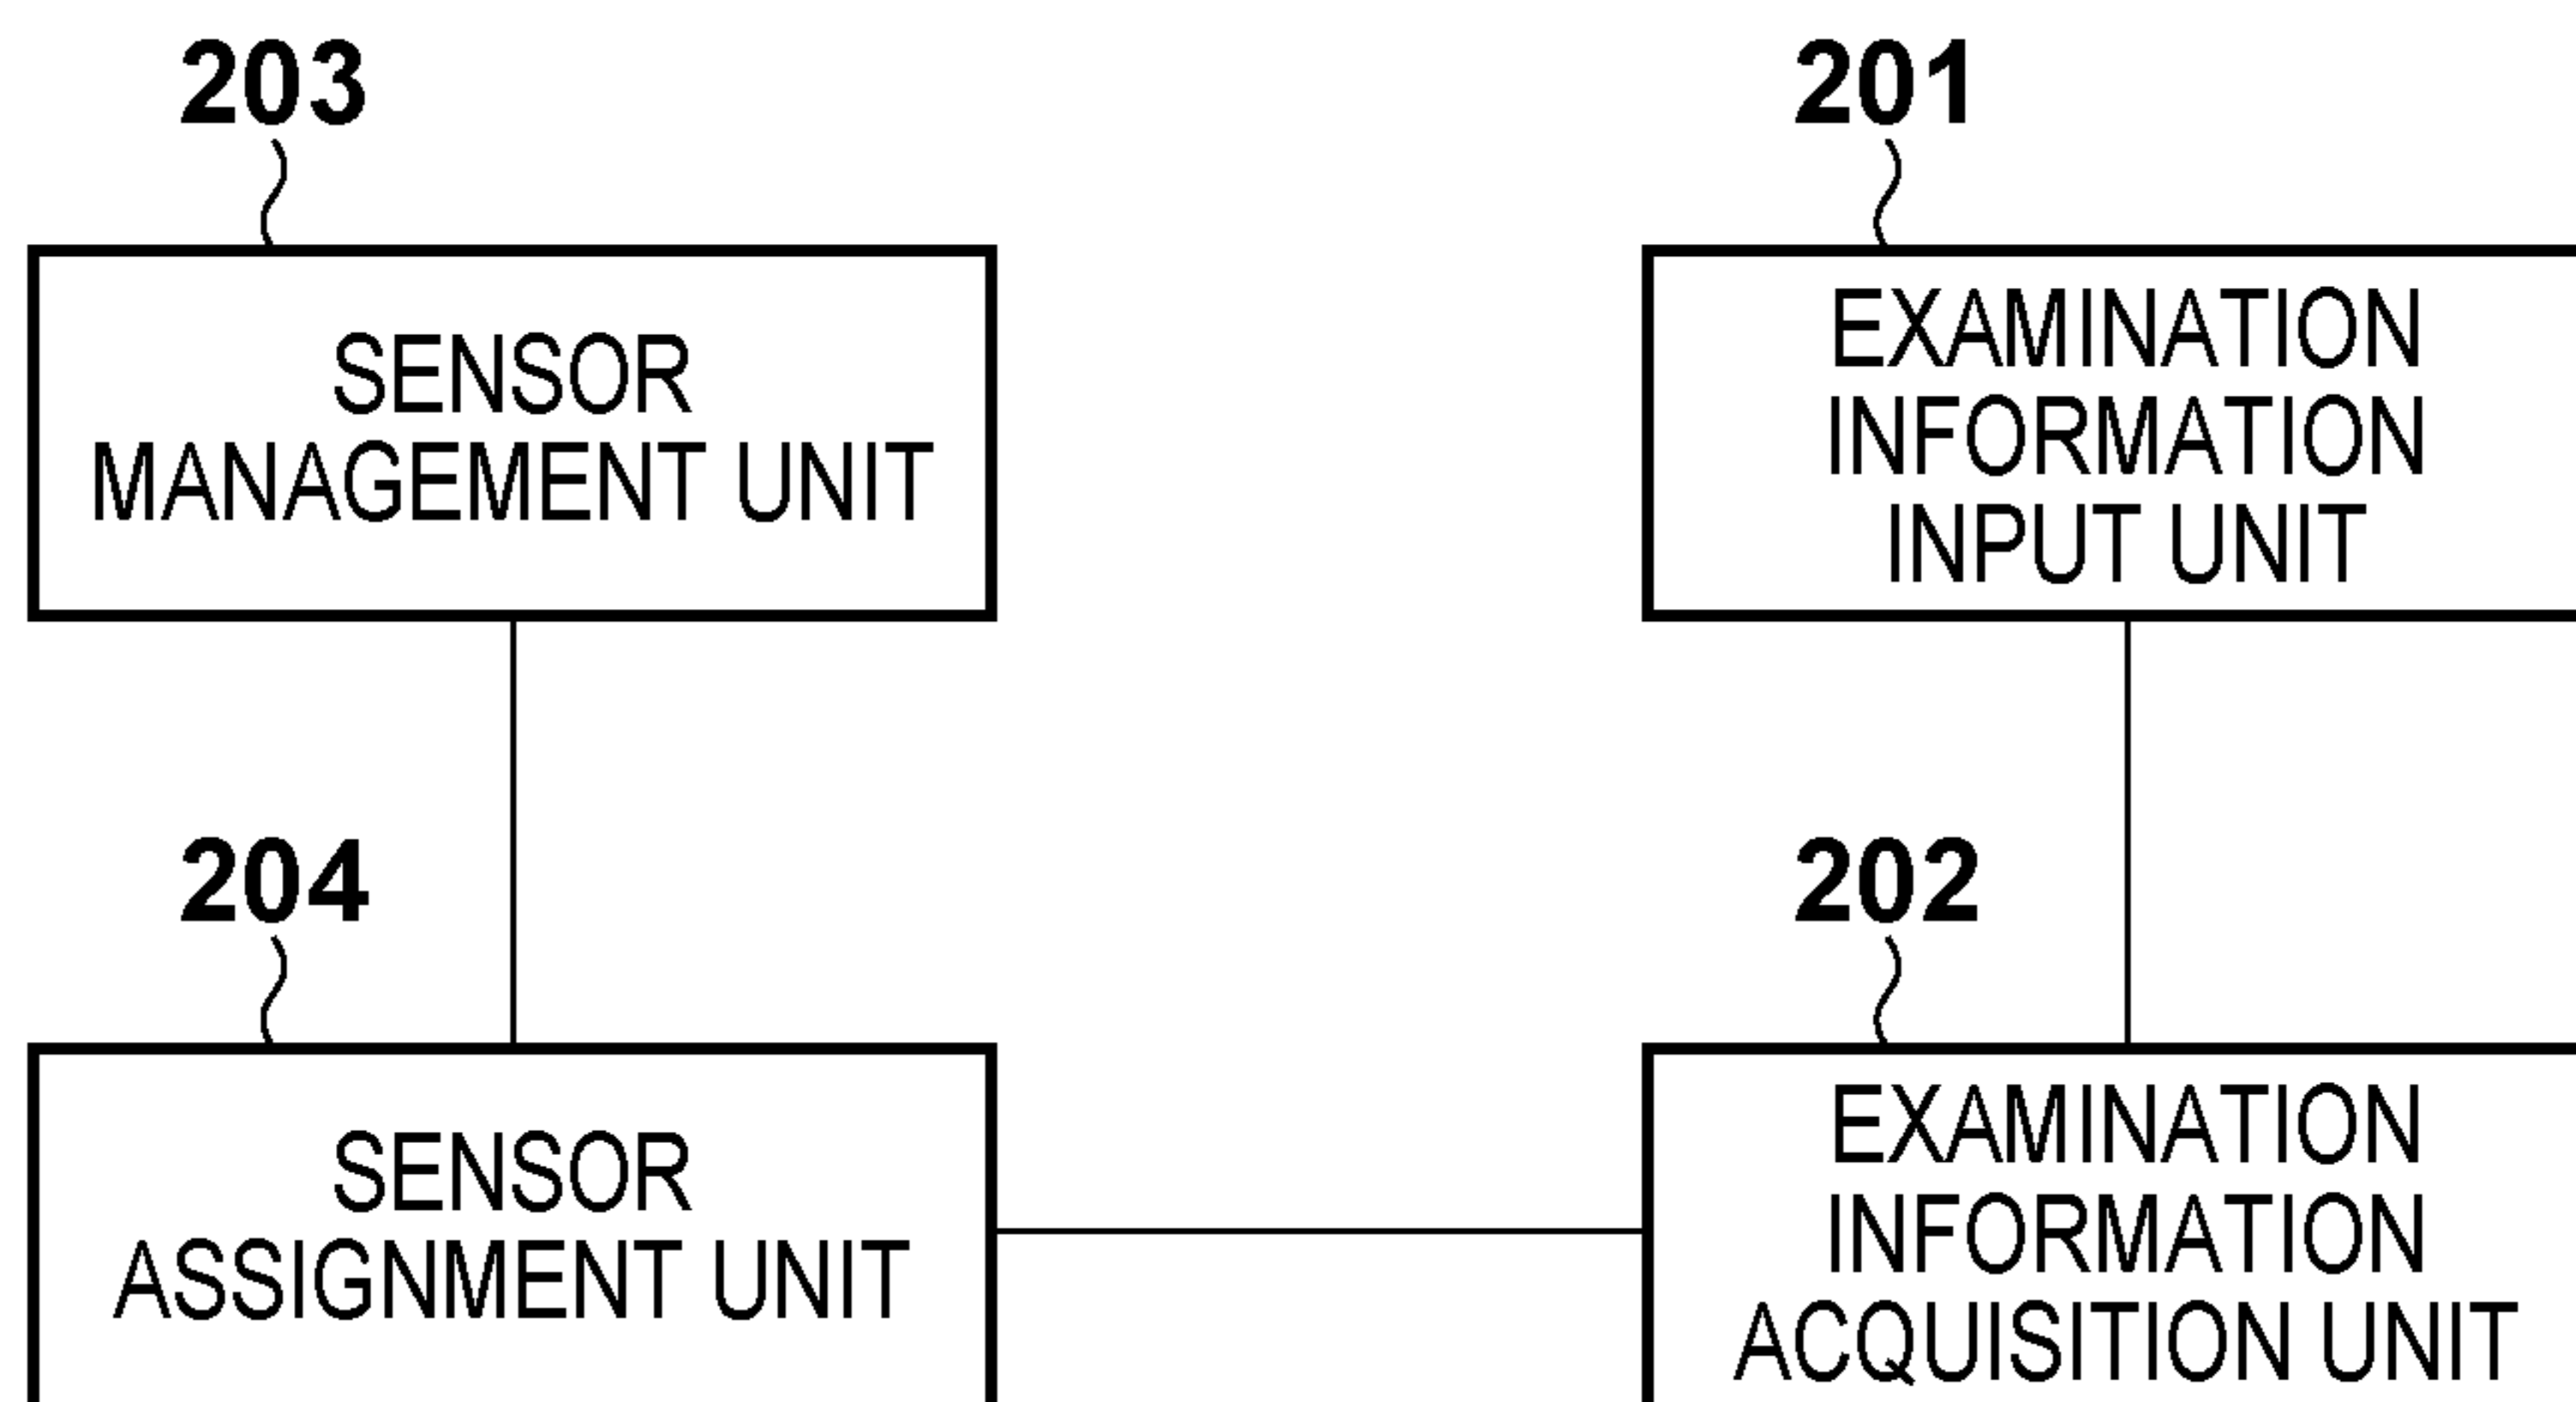 203
SENSOR
MANAGEMENT UNIT
201
EXAMINATION
INFORMATION
INPUT UNIT
204
SENSOR
ASSIGNMENT UNIT
202
EXAMINATION
INFORMATION
ACQUISITION UNIT